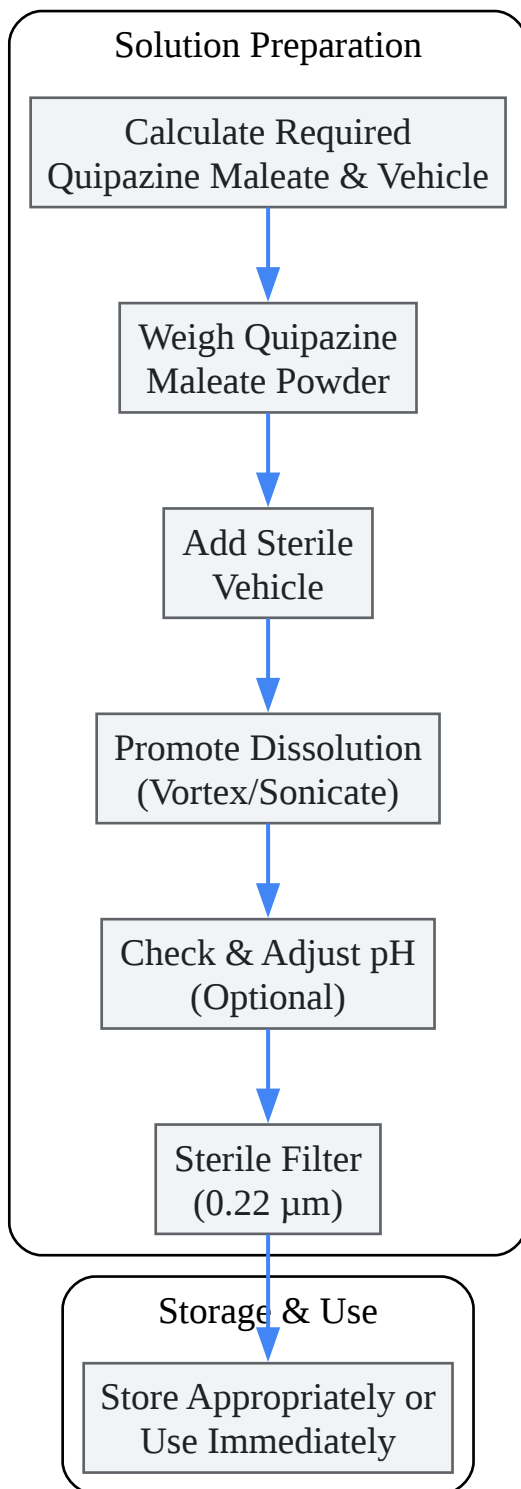 Solution Preparation
Calculate Required
Quipazine Maleate & Vehicle
Weigh Quipazine
Maleate Powder
Add Sterile
Vehicle
Promote Dissolution
(Vortex/Sonicate)
Check & Adjust pH
(Optional)
Sterile Filter
(0.22 µm)
Storage & Use
Store Appropriately or
Use Immediately